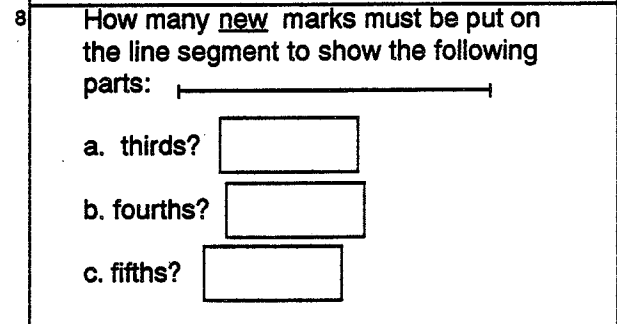 8
How many new marks must be put on
the line segment to show the following
parts:
a. thirds?
b. fourths?
c. fifths?